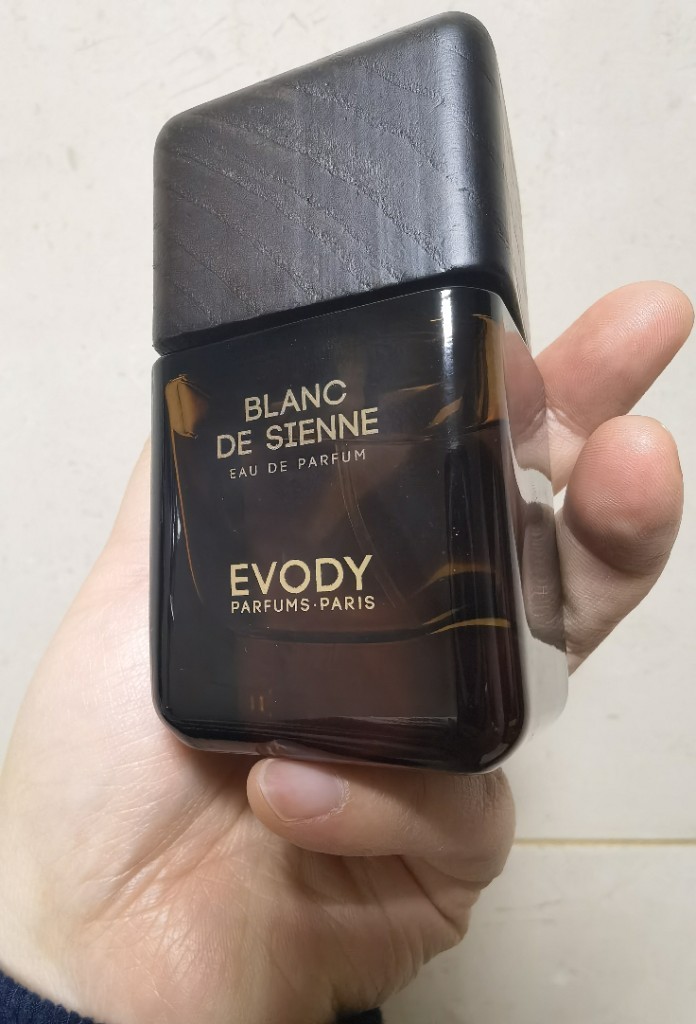 BLANC
DE SIENNE
EAU DE PARFUM
EVODY
PARFUMS·PARIS